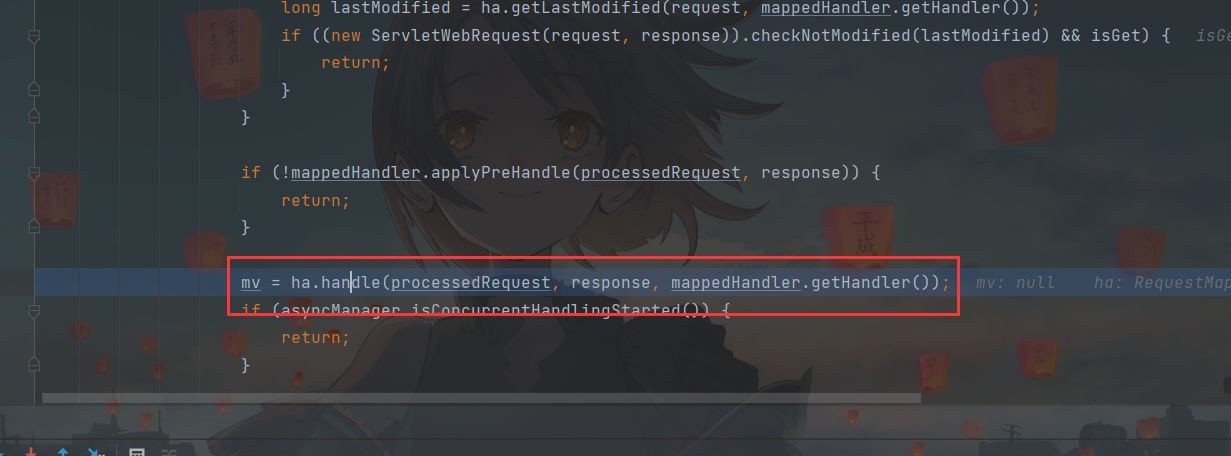 long lastModified = ha.getLastModified(request, mappedHandler.getHandler());
if ((new ServletWebRequest(request, response)).checkNotModified(lastModified) && isGet) {   isGe
return;
}
}
if (!mappedHandler.applyPreHandle(processedRequest, response)) {
return;
}
平成
mv = ha.handle(processedRequest, response, mappedHandler.getHandler());   mv: null   ha: RequestMap
if (asyncManager.isConcurrentHandlingStarted()) {
return;
}